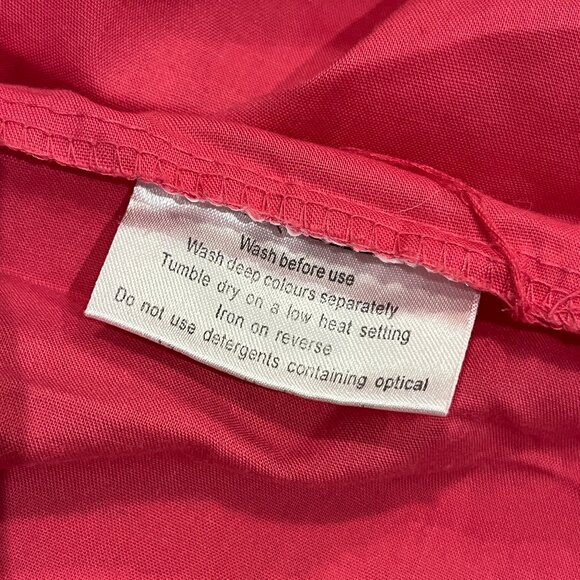 Wash before use
Wash deep colours separately
Tumble dry on a low heat setting
Iron on reverse
Do not use detergents containing optical